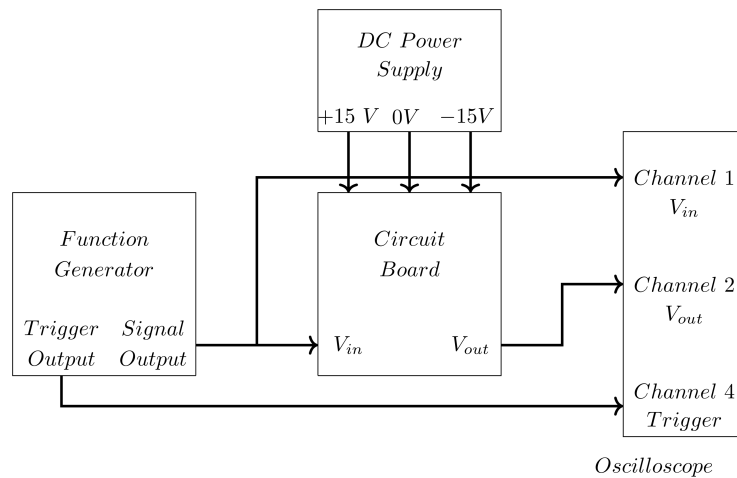 DC Power
Supply
+15 V 0V −15V
Channel 1
V_in
Function
Generator
Circuit
Board
Channel 2
V_out
Trigger Signal
Output Output
V_in V_out
Channel 4
Trigger
Oscilloscope